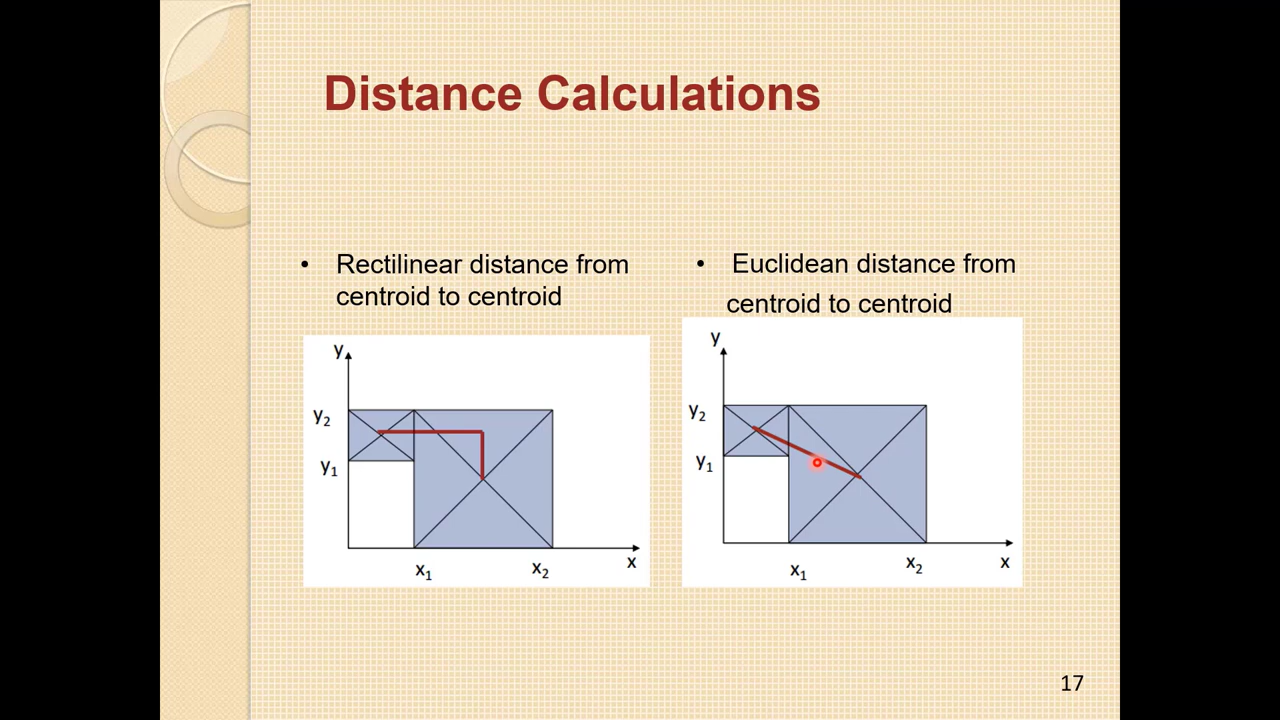 Distance Calculations
• Rectilinear distance from
centroid to centroid
• Euclidean distance from
centroid to centroid
y
y₂
y₁
x₁
x₂
x
y
y₂
y₁
x₁
x₂
x
17